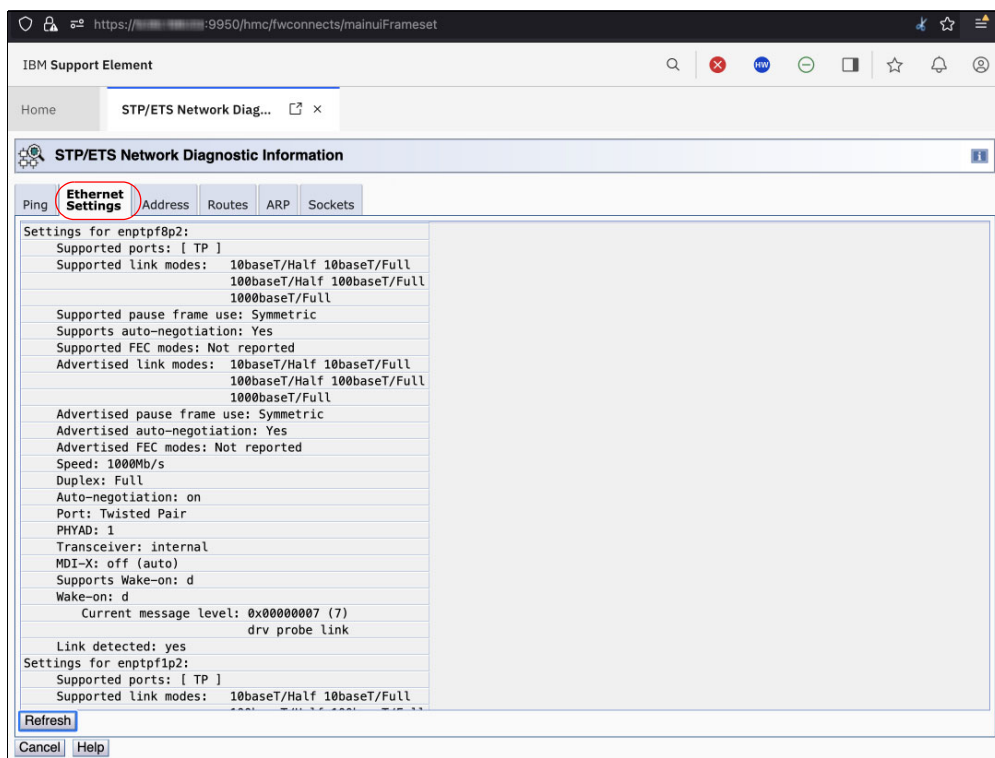 https://:9950/hmc/fwconnects/mainuiFrameset
IBM Support Element
HW
Home
STP/ETS Network Diag...
STP/ETS Network Diagnostic Information
i
Ping
Ethernet
Settings
Address
Routes
ARP
Sockets
Settings for enptpf8p2:
Supported ports: [ TP ]
Supported link modes: 10baseT/Half 10baseT/Full
100baseT/Half 100baseT/Full
1000baseT/Full
Supported pause frame use: Symmetric
Supports auto-negotiation: Yes
Supported FEC modes: Not reported
Advertised link modes: 10baseT/Half 10baseT/Full
100baseT/Half 100baseT/Full
1000baseT/Full
Advertised pause frame use: Symmetric
Advertised auto-negotiation: Yes
Advertised FEC modes: Not reported
Speed: 1000Mb/s
Duplex: Full
Auto-negotiation: on
Port: Twisted Pair
PHYAD: 1
Transceiver: internal
MDI-X: off (auto)
Supports Wake-on: d
Wake-on: d
Current message level: 0x00000007 (7)
drv probe link
Link detected: yes
Settings for enptpf1p2:
Supported ports: [ TP ]
Supported link modes: 10baseT/Half 10baseT/Full
Refresh
Cancel
Help